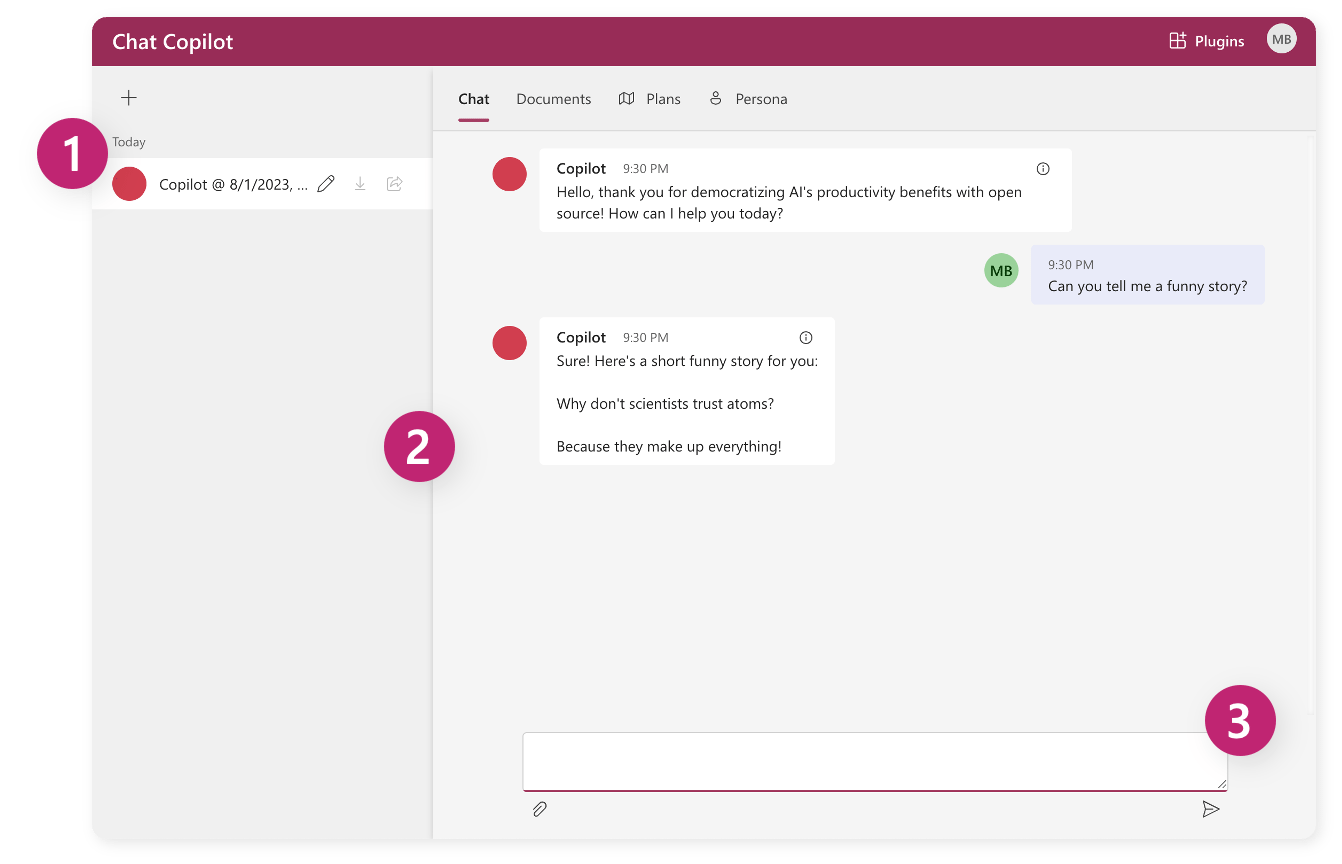 Chat Copilot
Plugins
MB
Chat
Documents
Plans
Persona
1
Today
Copilot @ 8/1/2023, ...
Copilot 9:30 PM
Hello, thank you for democratizing AI's productivity benefits with open
source! How can I help you today?
MB
9:30 PM
Can you tell me a funny story?
Copilot 9:30 PM
Sure! Here's a short funny story for you:
Why don't scientists trust atoms?
Because they make up everything!
2
3